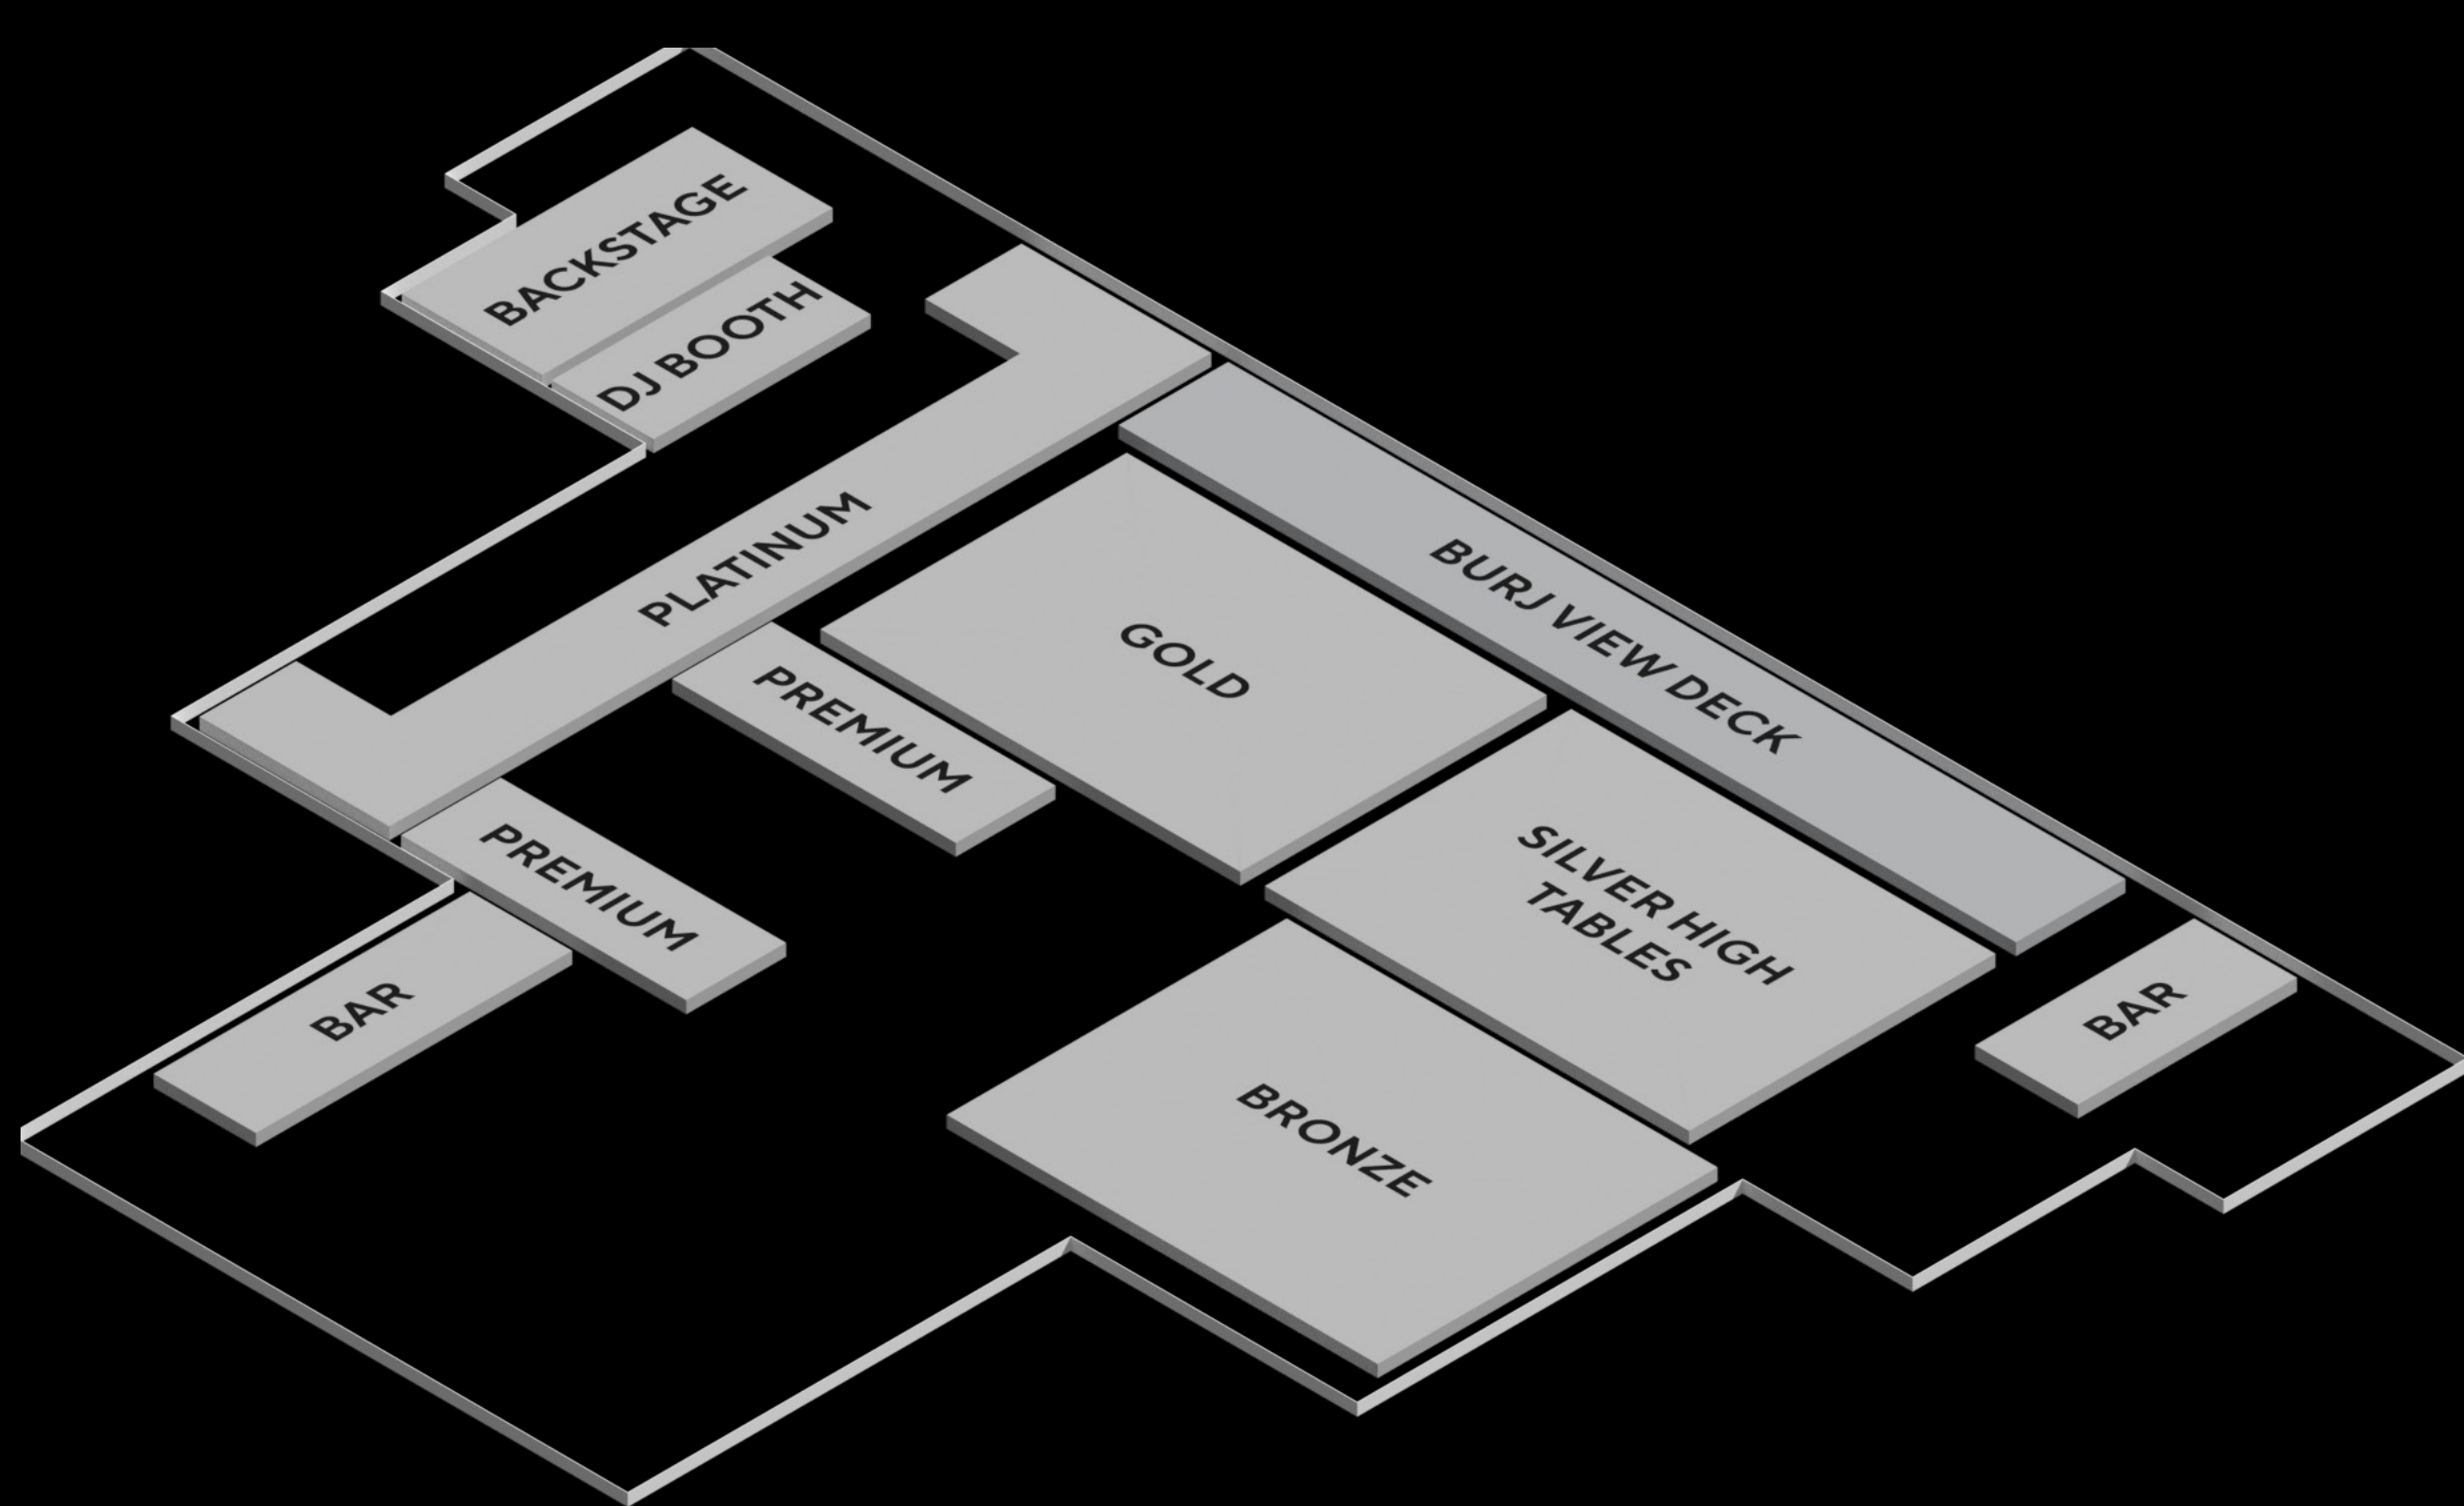 BACKSTAGE
DJ BOOTH
PLATINUM
BURJ VIEW DECK
GOLD
PREMIUM
PREMIUM
SILVER HIGH
TABLES
BAR
BAR
BRONZE